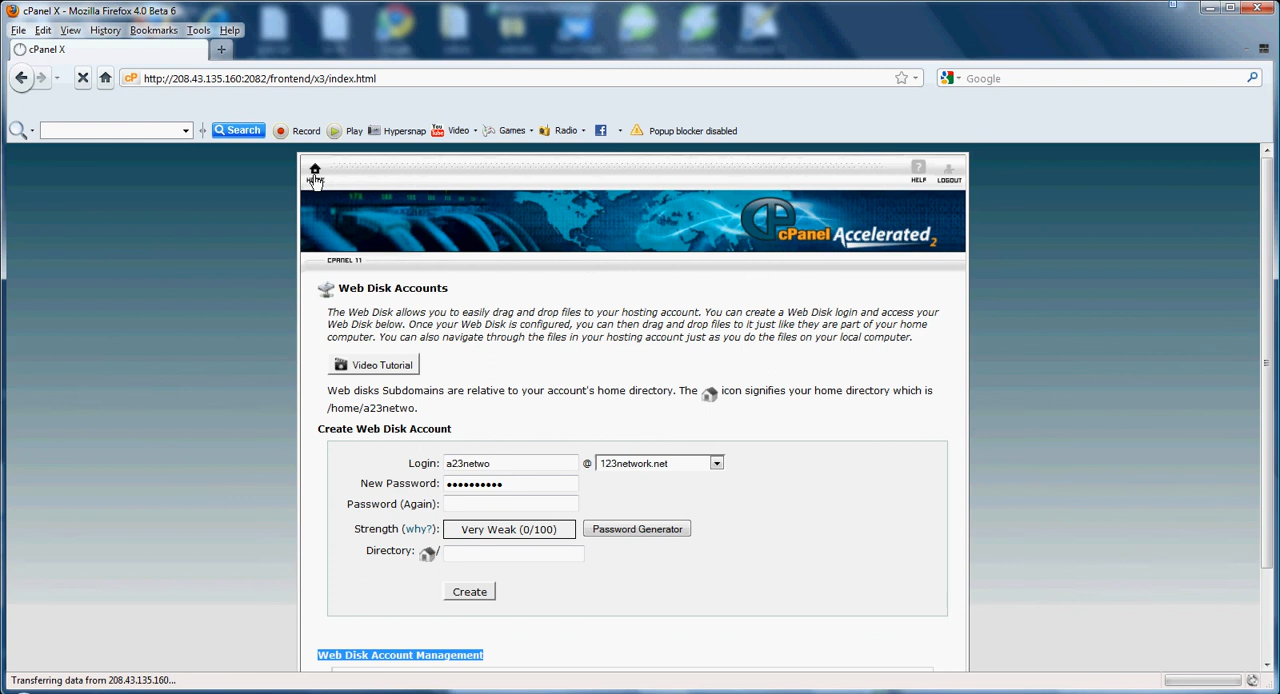 cPanel X - Mozilla Firefox 4.0 Beta 6
File Edit View History Bookmarks Tools Help
cPanel X
cP http://208.43.135.160:2082/frontend/x3/index.html Google
Search Record Play Hypersnap You Tube Video Games Radio Popup blocker disabled
HELP LOGOUT
cPanel Accelerated 2
CPANEL 11
Web Disk Accounts
The Web Disk allows you to easily drag and drop files to your hosting account. You can create a Web Disk login and access your
Web Disk below. Once your Web Disk is configured, you can then drag and drop files to it just like they are part of your home
computer. You can also navigate through the files in your hosting account just as you do the files on your local computer.
Video Tutorial
Web disks Subdomains are relative to your account's home directory. The icon signifies your home directory which is
/home/a23netwo.
Create Web Disk Account
Login: a23netwo @ 123network.net
New Password: ••••••••••
Password (Again):
Strength (why?): Very Weak (0/100) Password Generator
Directory: /
Create
Web Disk Account Management
Transferring data from 208.43.135.160...